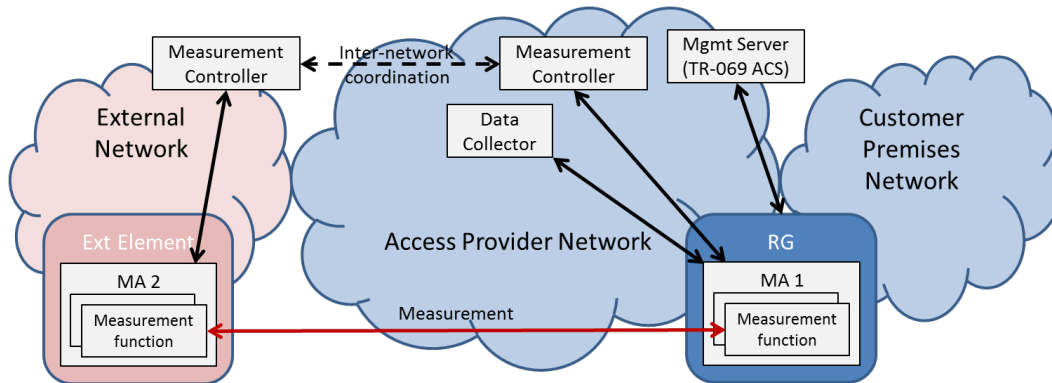 Measurement
Controller
Inter-network
coordination
Measurement
Controller
Mgmt Server
(TR-069 ACS)
External
Network
Data
Collector
Customer
Premises
Network
Ext Element
Access Provider Network
RG
MA 2
MA 1
Measurement
function
Measurement
Measurement
function